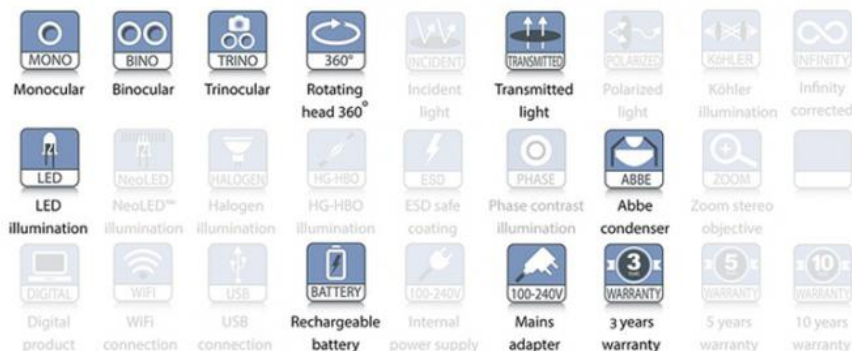 MONO BINO TRINO 360° INCIDENT TRANSMITTED POLARIZED KÖHLER INFINITY
Monocular Binocular Trinocular Rotating Incident Transmitted Polarized Köhler Infinity
head 360° light light light illumination corrected
LED NeoLED HALOGEN HG-HBO ESD PHASE ABBE ZOOM
LED NeoLED™ Halogen HG-HBO ESD safe Phase contrast Abbe Zoom stereo
illumination illumination illumination illumination coating illumination condenser objective
DIGITAL WIFI USB BATTERY 100-240V 100-240V 3 WARRANTY 5 WARRANTY 10 WARRANTY
Digital WiFi USB Rechargeable Internal Mains 3 years 5 years 10 years
product connection connection battery power supply adapter warranty warranty warranty